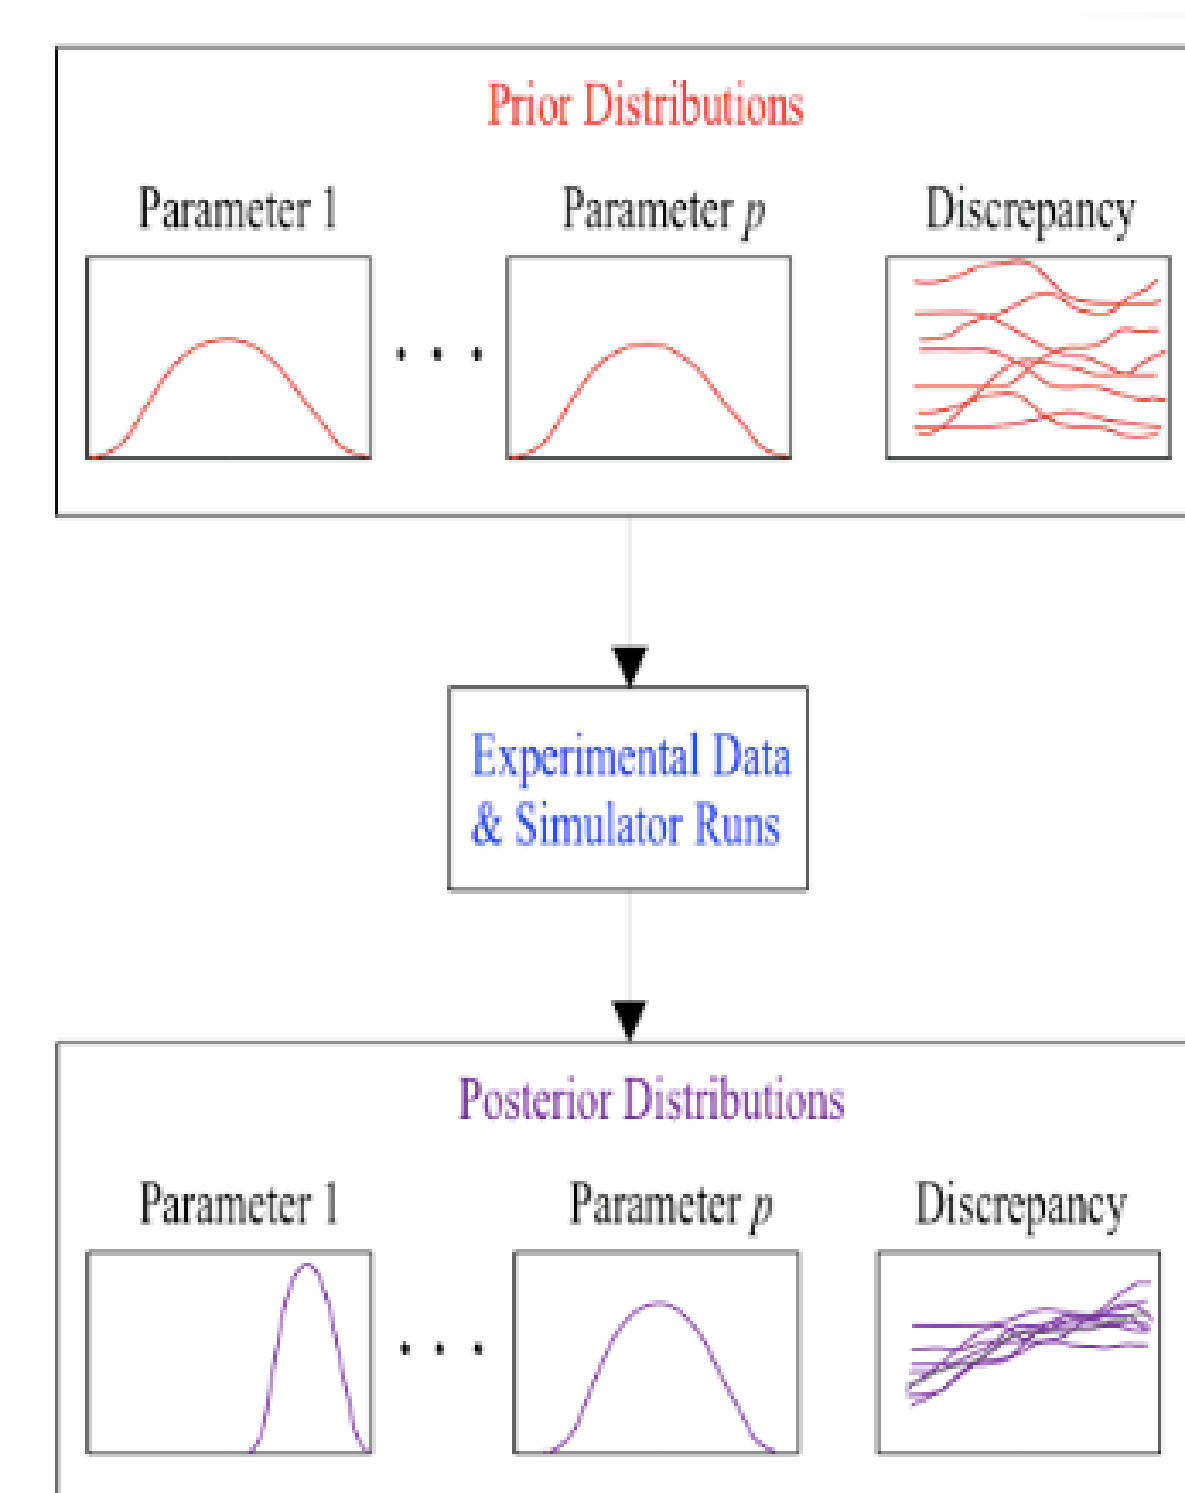 Prior Distributions
Parameter 1
Parameter p
Discrepancy
Experimental Data
& Simulator Runs
Posterior Distributions
Parameter 1
Parameter p
Discrepancy